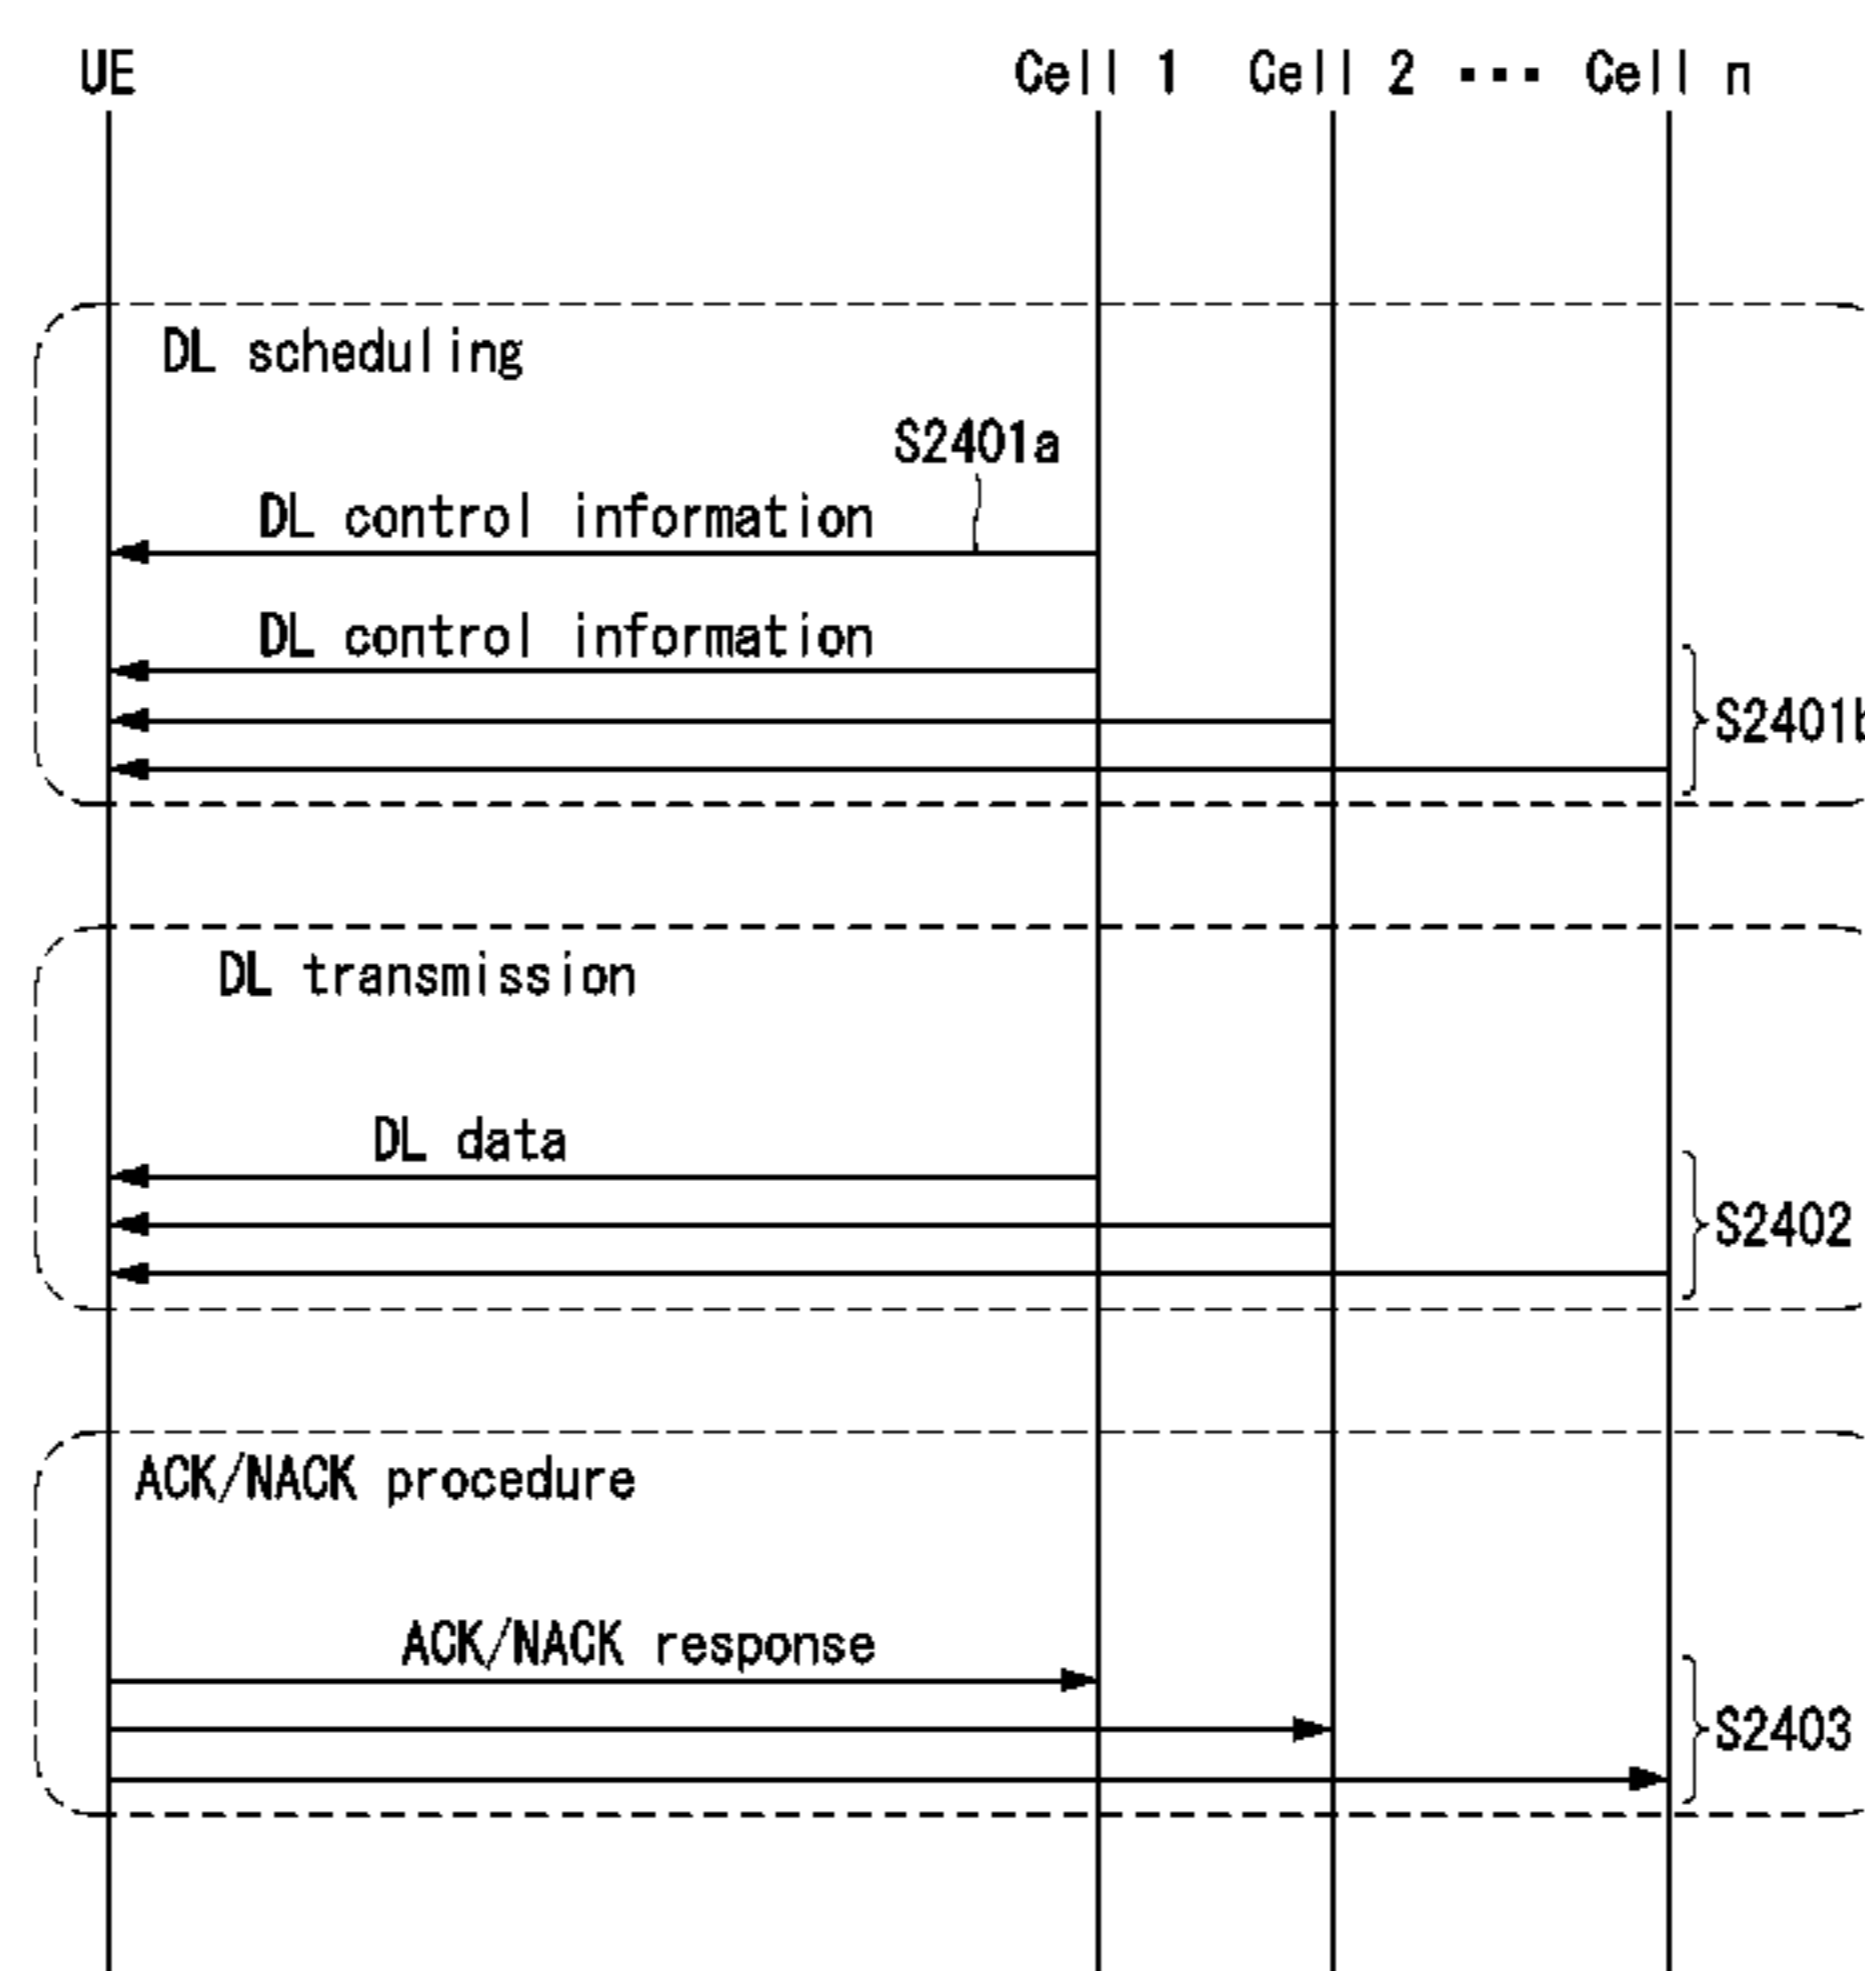 UE Cell 1 Cell 2 ··· Cell n
DL scheduling
S2401a
DL control information
DL control information
S2401b
DL transmission
DL data
S2402
ACK/NACK procedure
ACK/NACK response
S2403